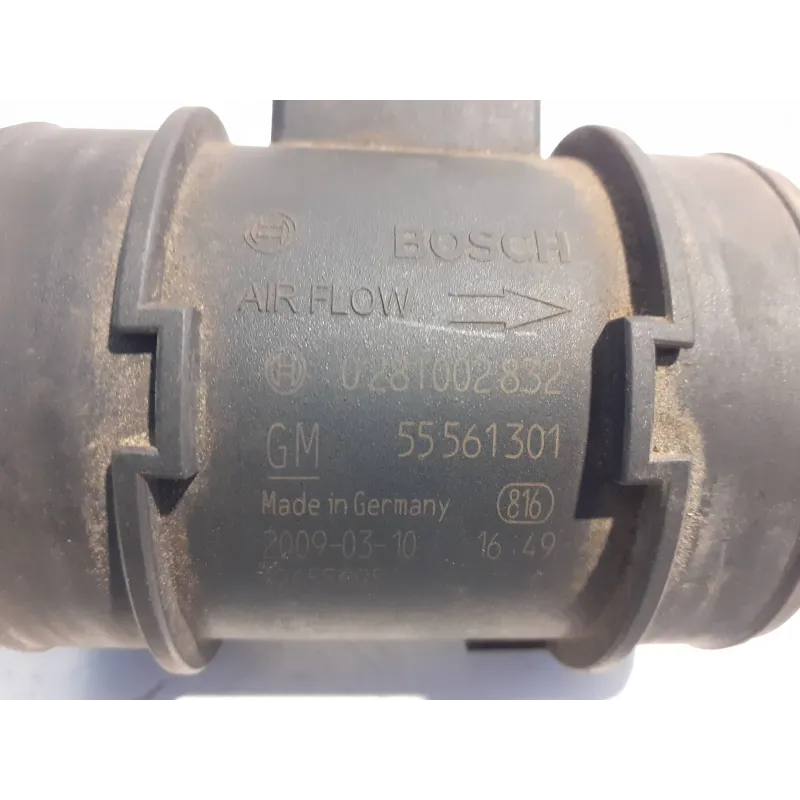 BOSCH
AIR FLOW
0281002832
GM 55561301
Made in Germany 816
2009-03-10 16:49